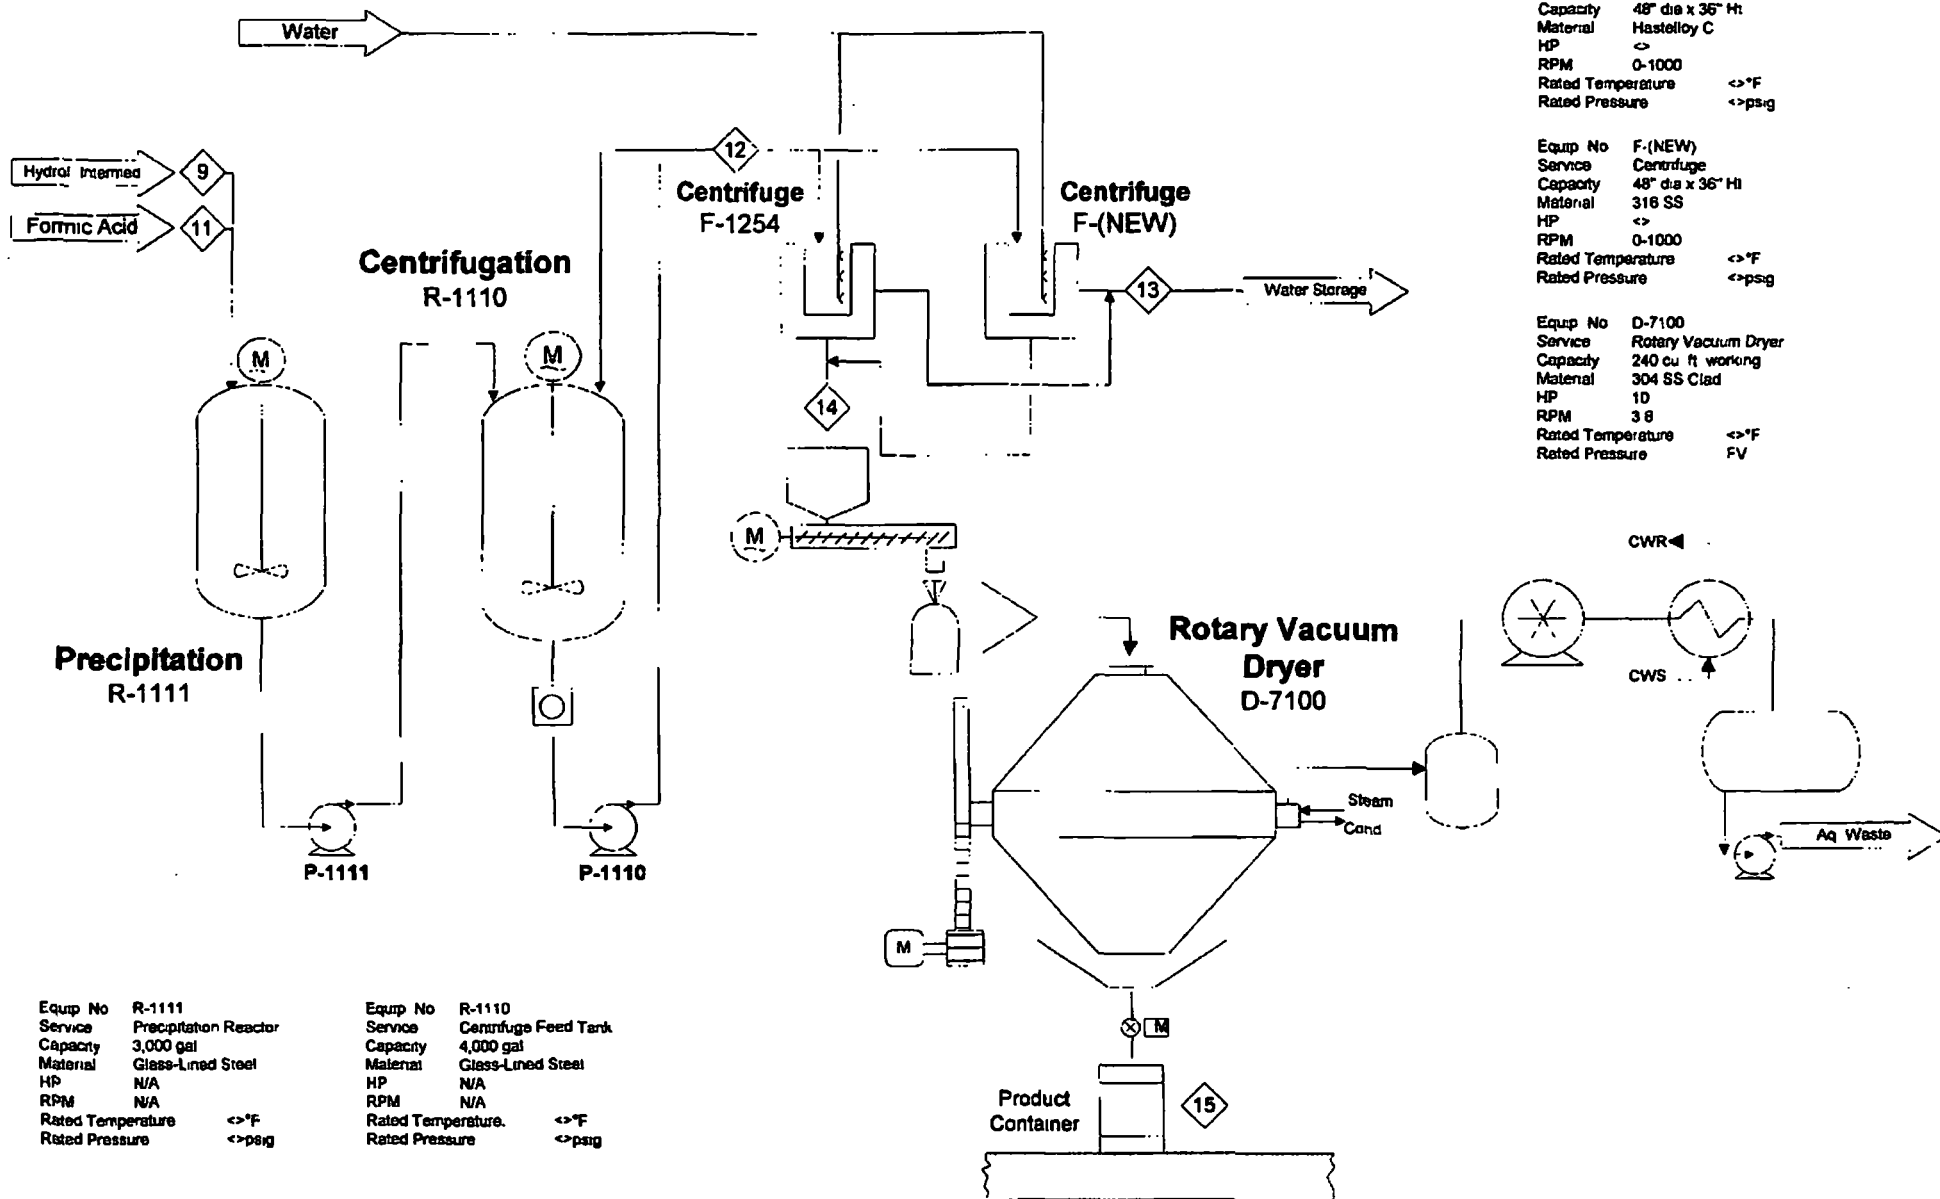 Water
Hydrol Intermed
9
Formic Acid
11
12
Centrifuge
F-1254
Centrifuge
F-(NEW)
Centrifugation
R-1110
13
Water Storage
14
M
M
M
Precipitation
R-1111
P-1111
P-1110
Rotary Vacuum
Dryer
D-7100
CWR
CWS
Steam
Cond
Aq Waste
M
M
Product
Container
15
Capacity 48" dia x 36" Ht
Material Hastelloy C
HP <>
RPM 0-1000
Rated Temperature <>°F
Rated Pressure <>psig
Equip No F-(NEW)
Service Centrifuge
Capacity 48" dia x 36" Ht
Material 316 SS
HP <>
RPM 0-1000
Rated Temperature <>°F
Rated Pressure <>psig
Equip No D-7100
Service Rotary Vacuum Dryer
Capacity 240 cu ft working
Material 304 SS Clad
HP 10
RPM 3 8
Rated Temperature <>°F
Rated Pressure FV
Equip No R-1111
Service Precipitation Reactor
Capacity 3,000 gal
Material Glass-Lined Steel
HP N/A
RPM N/A
Rated Temperature <>°F
Rated Pressure <>psig
Equip No R-1110
Service Centrifuge Feed Tank
Capacity 4,000 gal
Material Glass-Lined Steel
HP N/A
RPM N/A
Rated Temperature. <>°F
Rated Pressure <>psig